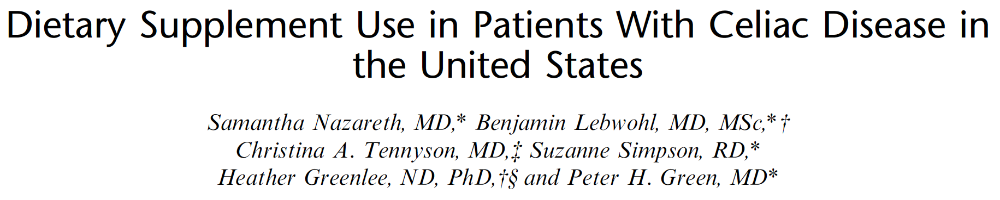 Dietary Supplement Use in Patients With Celiac Disease in
the United States
Samantha Nazareth, MD,* Benjamin Lebwohl, MD, MSc,*†
Christina A. Tennyson, MD,‡ Suzanne Simpson, RD,*
Heather Greenlee, ND, PhD,†§ and Peter H. Green, MD*